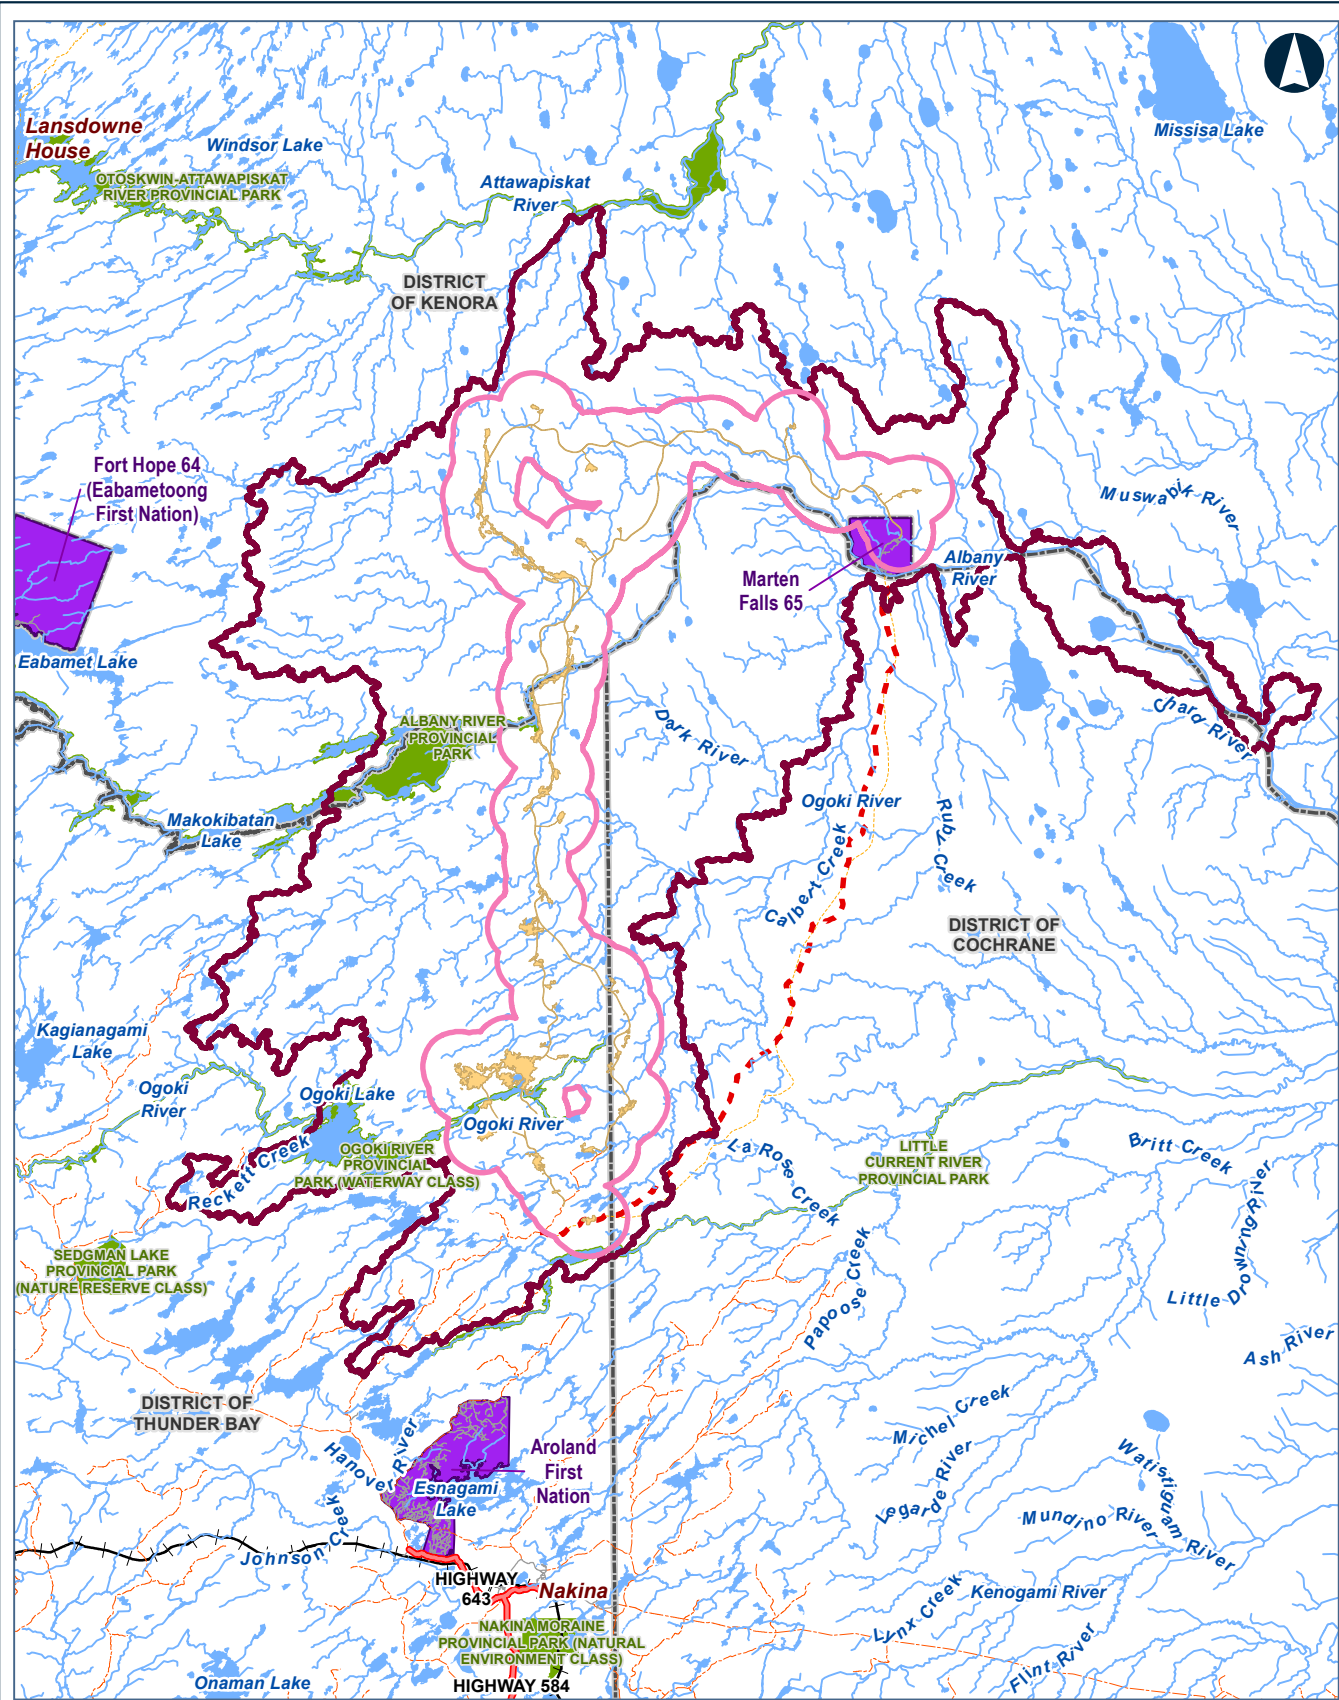 Lansdowne
House
Windsor Lake
OTOSKWIN-ATTAWAPISKAT
RIVER PROVINCIAL PARK
Attawapiskat
River
Missisa Lake
DISTRICT
OF KENORA
Fort Hope 64
(Eabametoong
First Nation)
Muswabik River
Albany
River
Marten
Falls 65
Eabamet Lake
Chard River
ALBANY RIVER
PROVINCIAL
PARK
Dark River
Makokibatan
Lake
Ogoki River
Ruby Creek
Calbert Creek
DISTRICT OF
COCHRANE
Kagianagami
Lake
Ogoki
River
Ogoki Lake
Ogoki River
OGOKI RIVER
PROVINCIAL
PARK (WATERWAY CLASS)
Reckett Creek
La Rose Creek
LITTLE
CURRENT RIVER
PROVINCIAL PARK
Britt Creek
Little Drowning River
SEDGMAN LAKE
PROVINCIAL PARK
(NATURE RESERVE CLASS)
Papoose Creek
Ash River
DISTRICT OF
THUNDER BAY
Michel Creek
Hanover River
Aroland
First
Nation
Esnagami
Lake
Legarde River
Watistiguam River
Mundino River
Johnson Creek
HIGHWAY
643
Nakina
Kenogami River
Lynx Creek
NAKINA MORAINE
PROVINCIAL PARK (NATURAL
ENVIRONMENT CLASS)
Flint River
Onaman Lake
HIGHWAY 584